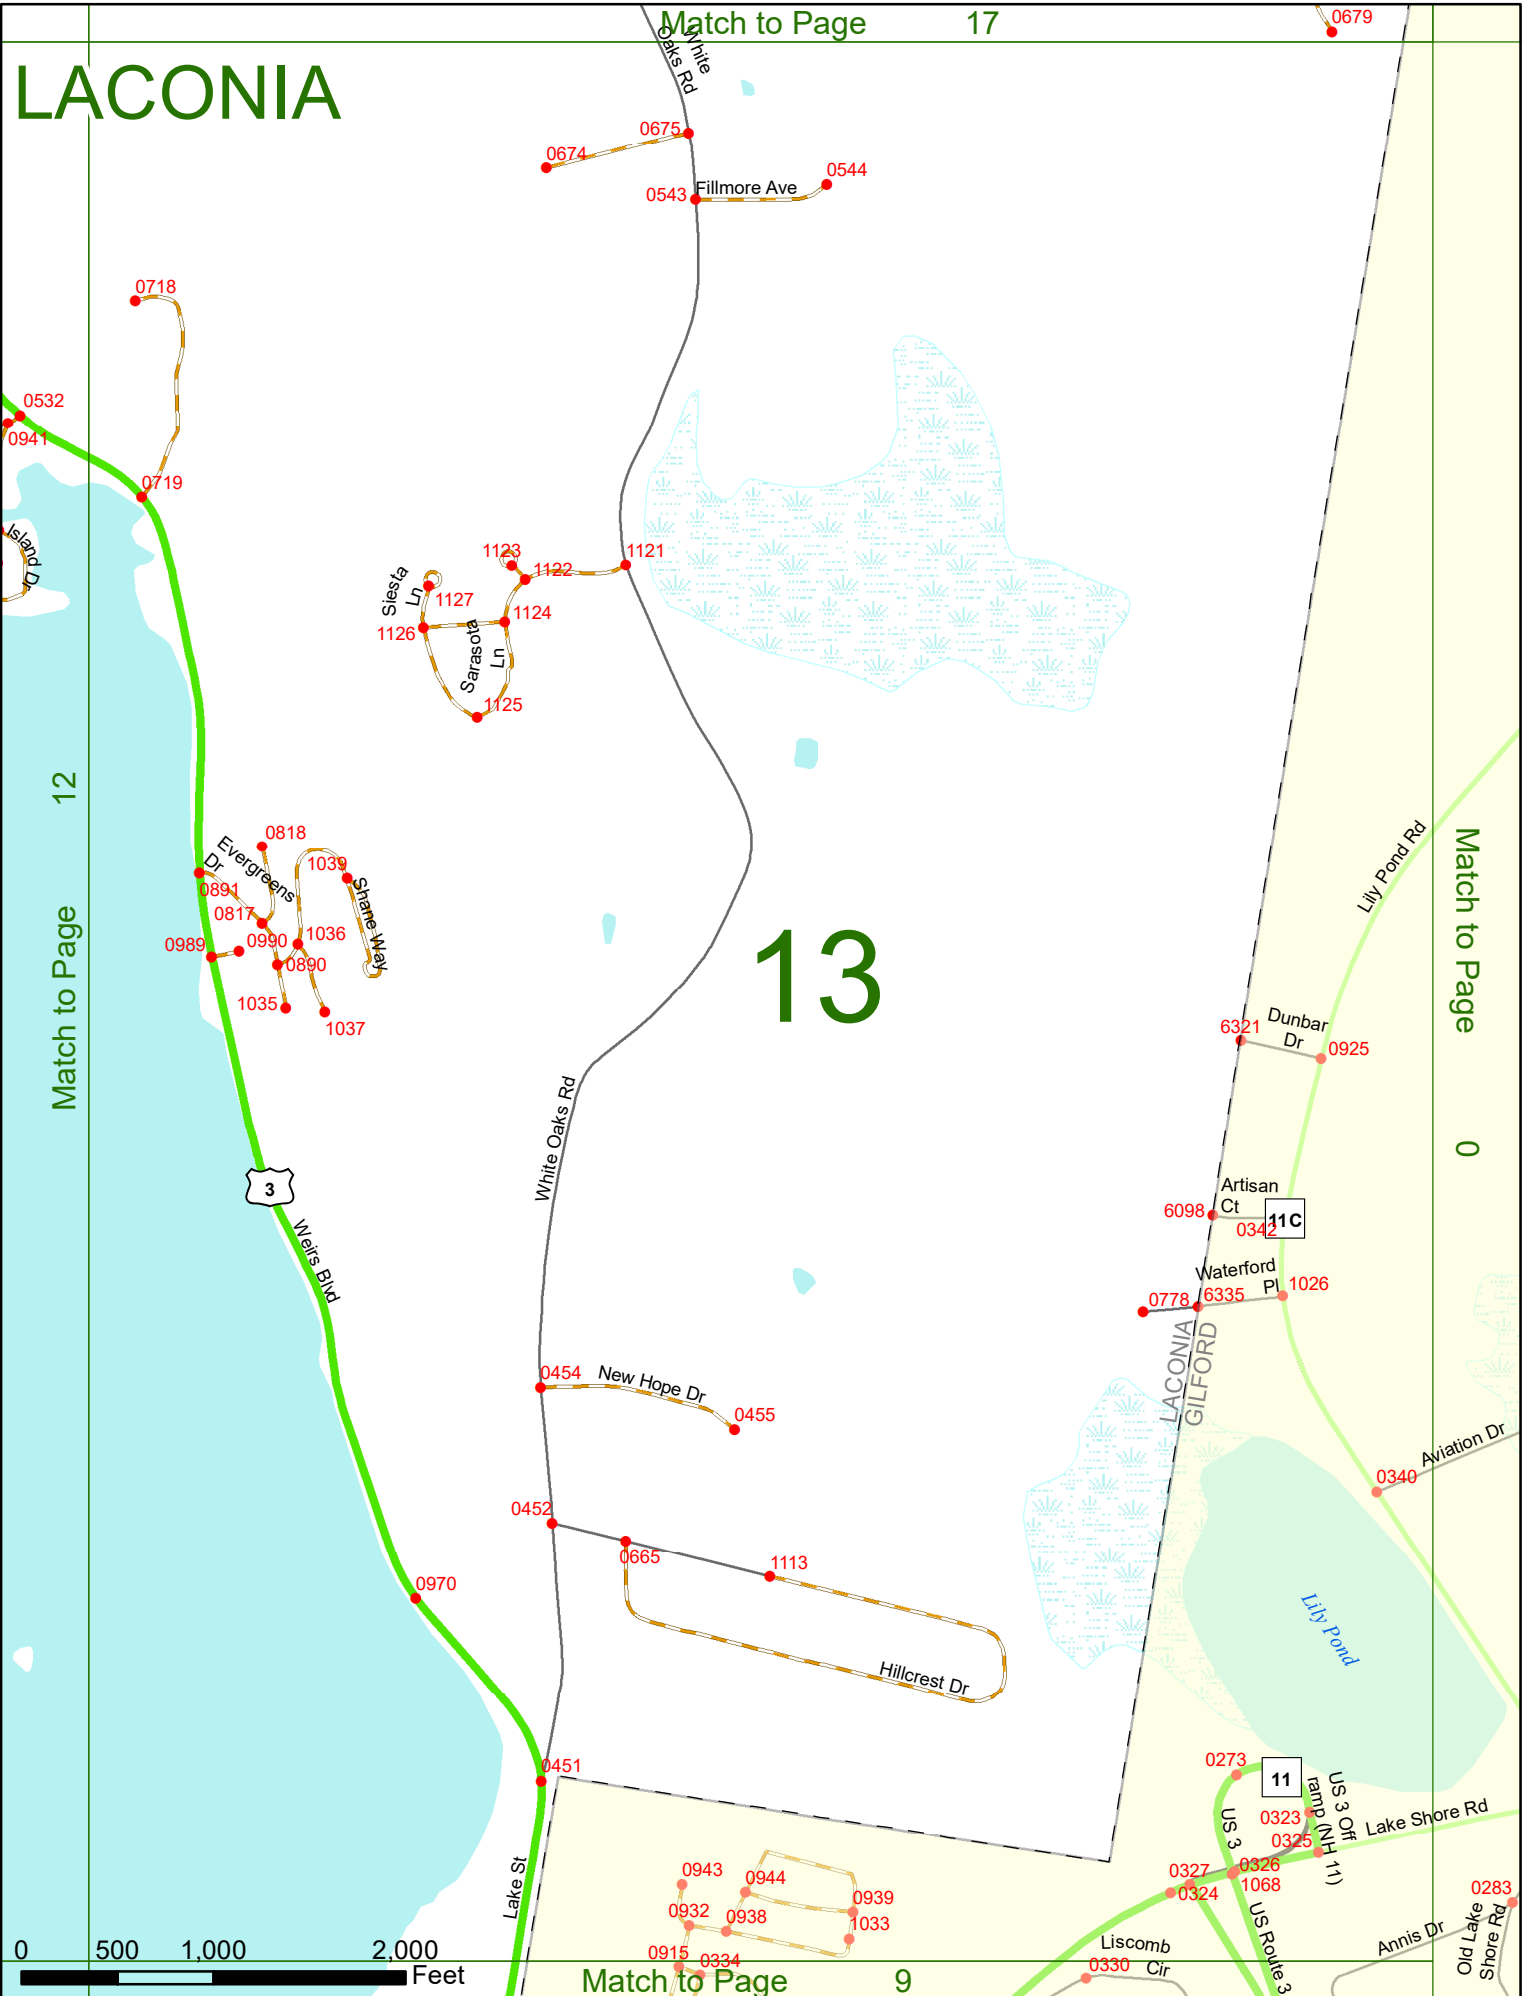 Match to Page 17
0679
LACONIA
White
Oaks Rd
0675
0674
0544
0543
Fillmore Ave
0718
0532
0941
0719
Island Dr
1123
1122
1121
Siesta
Ln
1127
1124
1126
Sarasota
Ln
1125
12
Match to Page
0818
Evergreens
Dr
1039
0891
Shane Way
0817
1036
0989
0990
0890
1035
1037
13
Lily Pond Rd
Match to Page
0
6321
Dunbar
Dr
0925
White Oaks Rd
3
Weirs Blvd
Artisan
Ct
6098
0342
11C
Waterford
Pl
1026
0778
6335
LACONIA
GILFORD
0454
New Hope Dr
0455
Aviation Dr
0340
0452
0665
1113
0970
Hillcrest Dr
Lily Pond
0451
0273
11
US 3 Off
ramp (NH 11)
0323
US 3
0325
Lake Shore Rd
0326
0327
1068
0324
0283
Lake St
0943
0944
0939
0932
0938
1033
0915
0334
US Route 3
Annis Dr
Old Lake
Shore Rd
Liscomb
Cir
0330
0 500 1,000 2,000
Feet
Match to Page 9